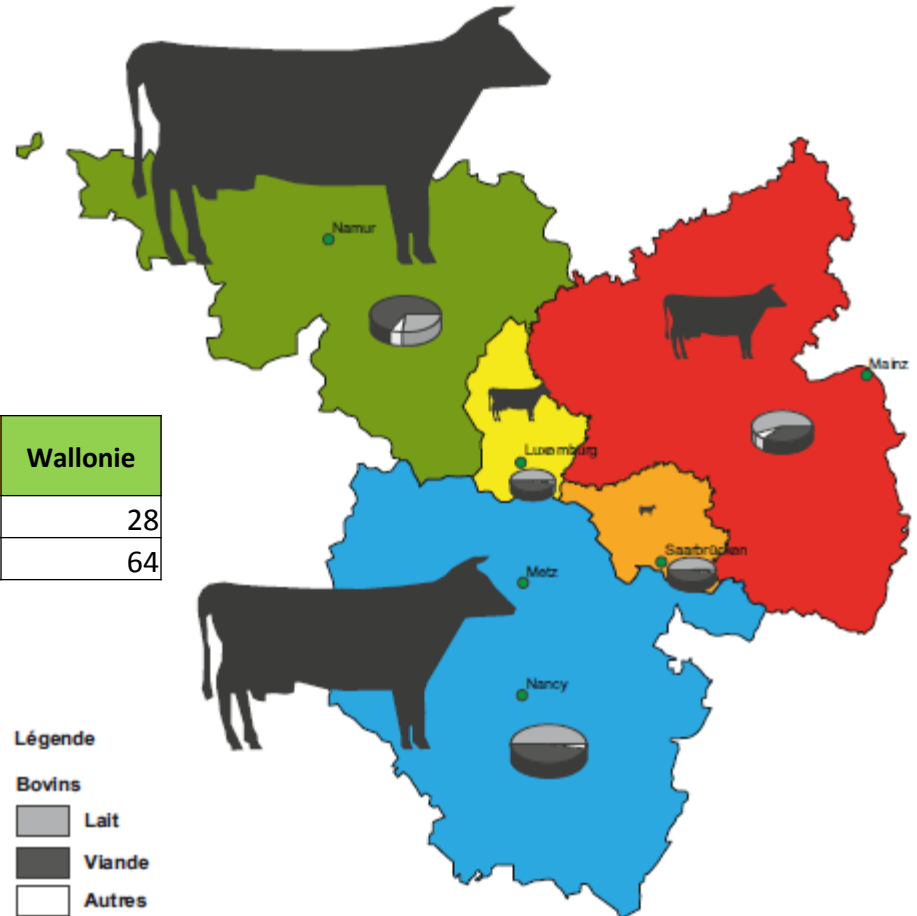 Namur
Mainz
Wallonie
28
64
Luxemburg
Saarbrücken
Metz
Nancy
Légende
Bovins
Lait
Viande
Autres